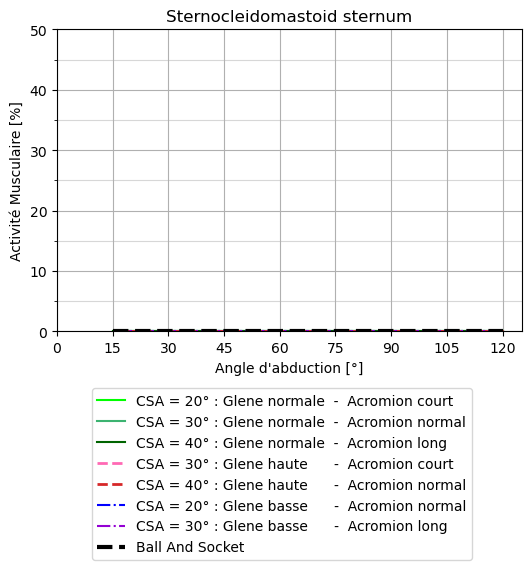 Sternocleidomastoid sternum
50
40
30
20
10
0
Activité Musculaire [%]
0 15 30 45 60 75 90 105 120
Angle d'abduction [°]
CSA = 20° : Glene normale - Acromion court
CSA = 30° : Glene normale - Acromion normal
CSA = 40° : Glene normale - Acromion long
CSA = 30° : Glene haute - Acromion court
CSA = 40° : Glene haute - Acromion normal
CSA = 20° : Glene basse - Acromion normal
CSA = 30° : Glene basse - Acromion long
Ball And Socket